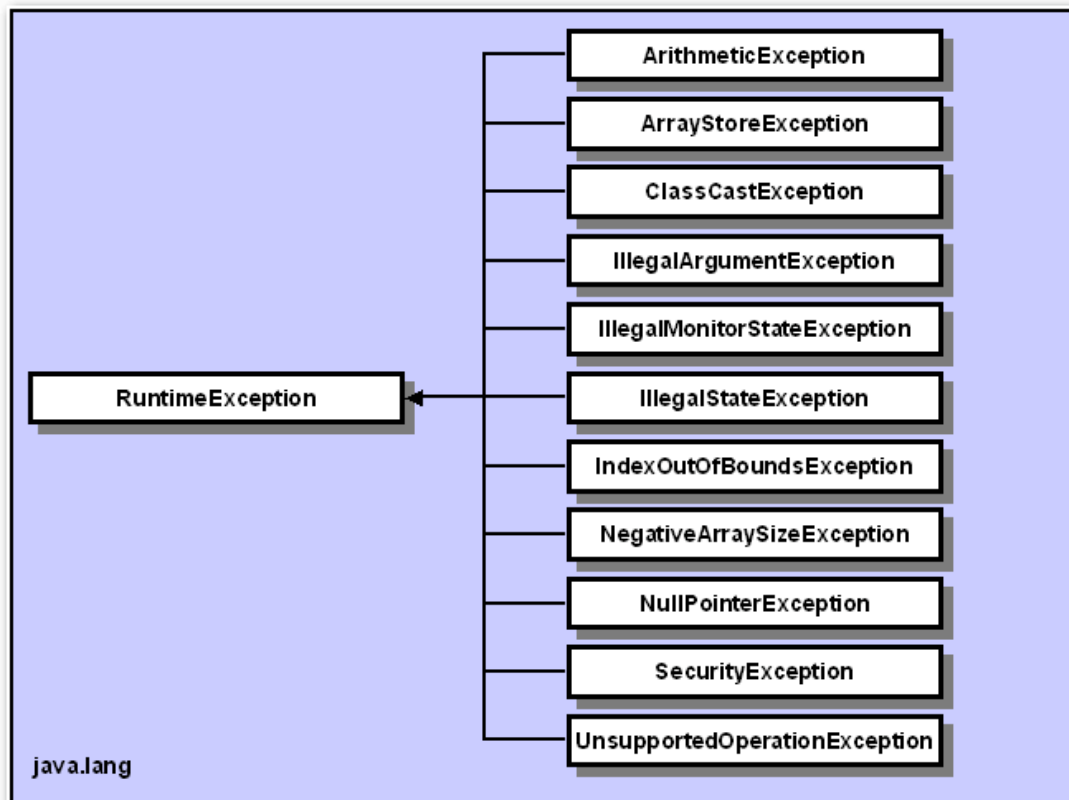 ArithmeticException
ArrayStoreException
ClassCastException
IllegalArgumentException
IllegalMonitorStateException
RuntimeException
IllegalStateException
IndexOutOfBoundsException
NegativeArraySizeException
NullPointerException
SecurityException
UnsupportedOperationException
java.lang